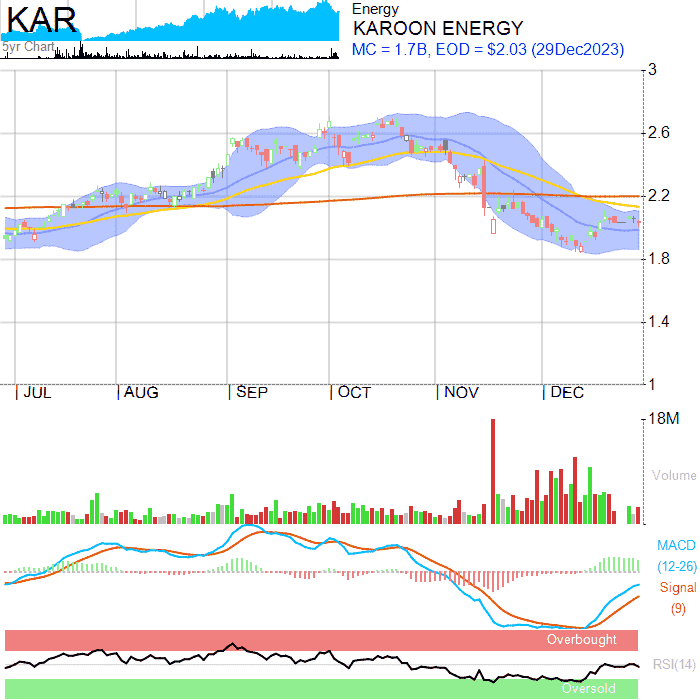 KAR
5yr Chart
Energy
KAROON ENERGY
MC = 1.7B, EOD = $2.03 (29Dec2023)
3
2.6
2.2
1.8
1.4
1
JUL AUG SEP OCT NOV DEC
18M
Volume
MACD
(12-26)
Signal
(9)
Overbought
RSI(14)
Oversold